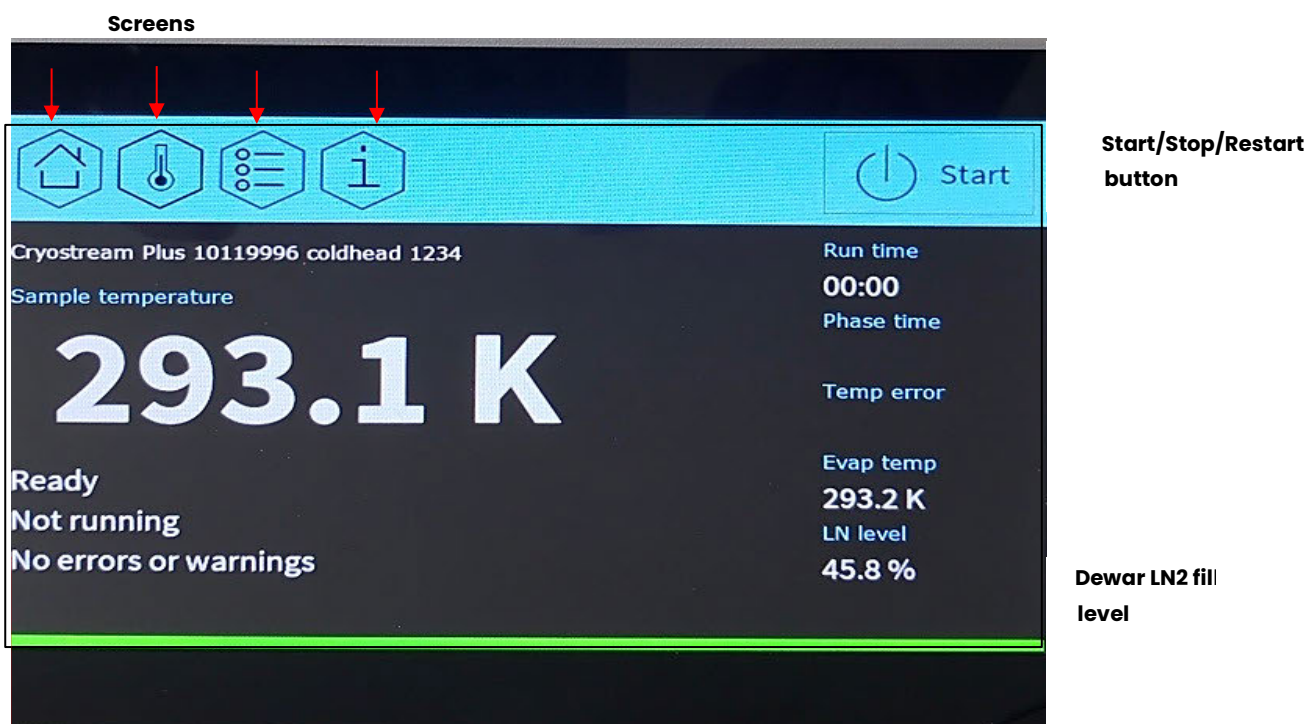 Screens
Start/Stop/Restart
button
i
Start
Cryostream Plus 10119996 coldhead 1234
Sample temperature
293.1 K
Ready
Not running
No errors or warnings
Run time
00:00
Phase time
Temp error
Evap temp
293.2 K
LN level
45.8 %
Dewar LN2 fill
level